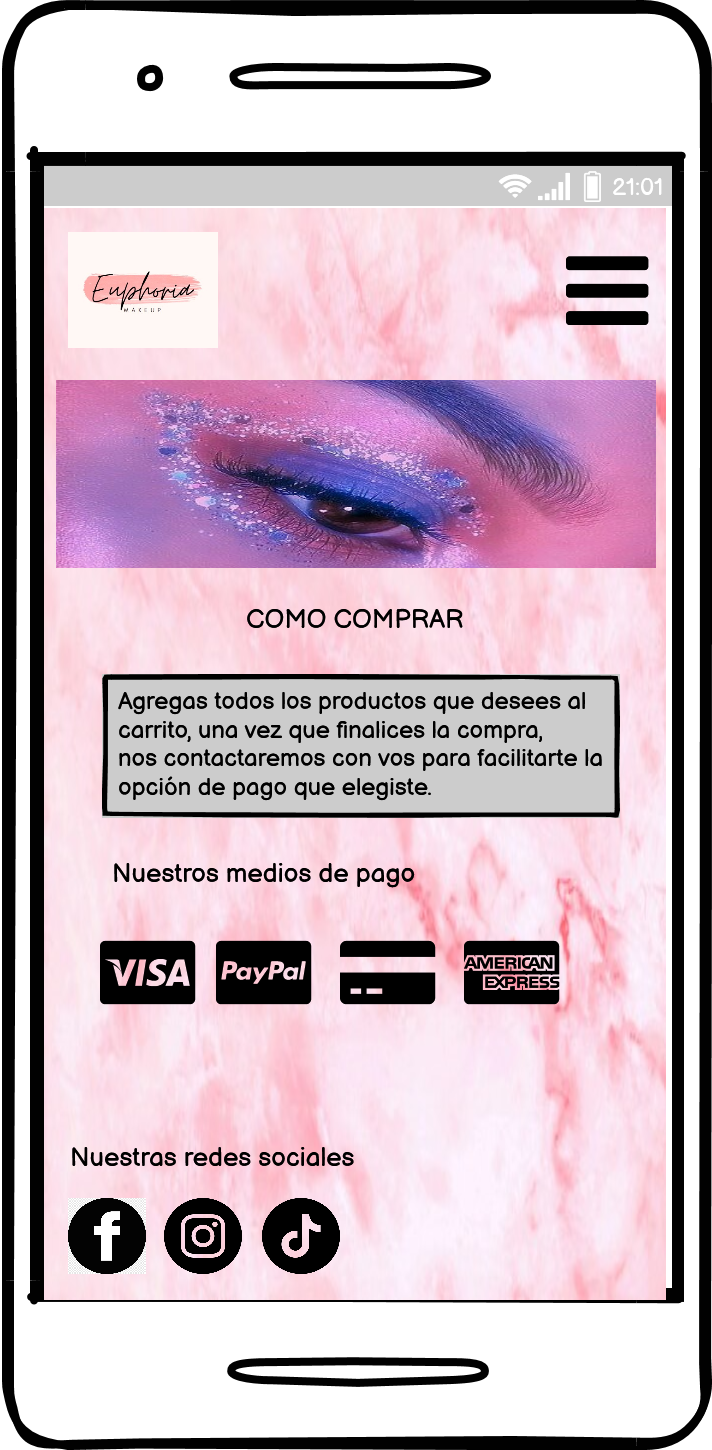 21:01
Euphoria
MAKEUP
COMO COMPRAR
Agregas todos los productos que desees al
carrito, una vez que finalices la compra,
nos contactaremos con vos para facilitarte la
opción de pago que elegiste.
Nuestros medios de pago
VISA
PayPal
AMERICAN
EXPRESS
Nuestras redes sociales